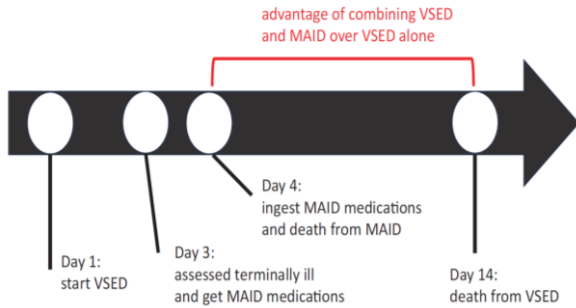 advantage of combining VSED
and MAID over VSED alone
Day 4:
ingest MAID medications
and death from MAID
Day 1:
start VSED
Day 3:
assessed terminally ill
and get MAID medications
Day 14:
death from VSED